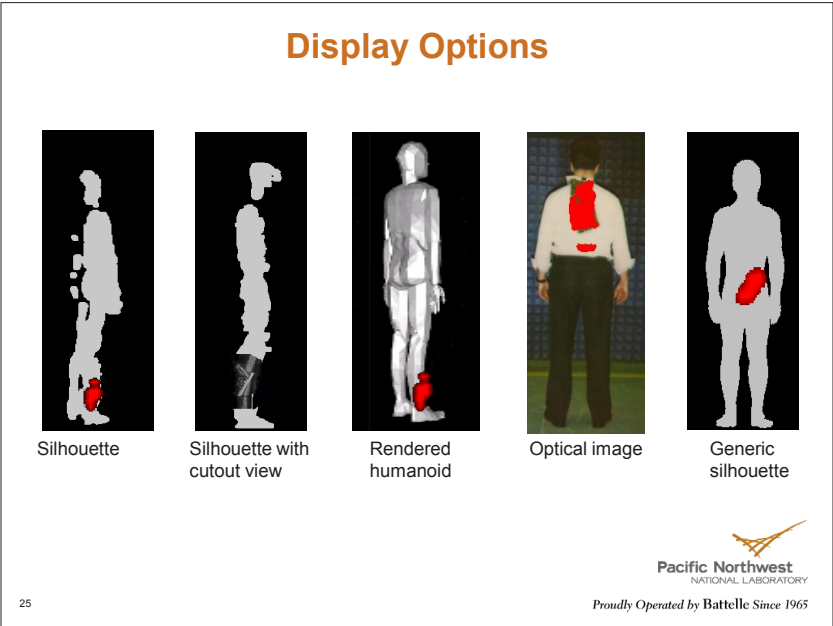 Display Options
Silhouette
Silhouette with
cutout view
Rendered
humanoid
Optical image
Generic
silhouette
Pacific Northwest
NATIONAL LABORATORY
25
Proudly Operated by Battelle Since 1965